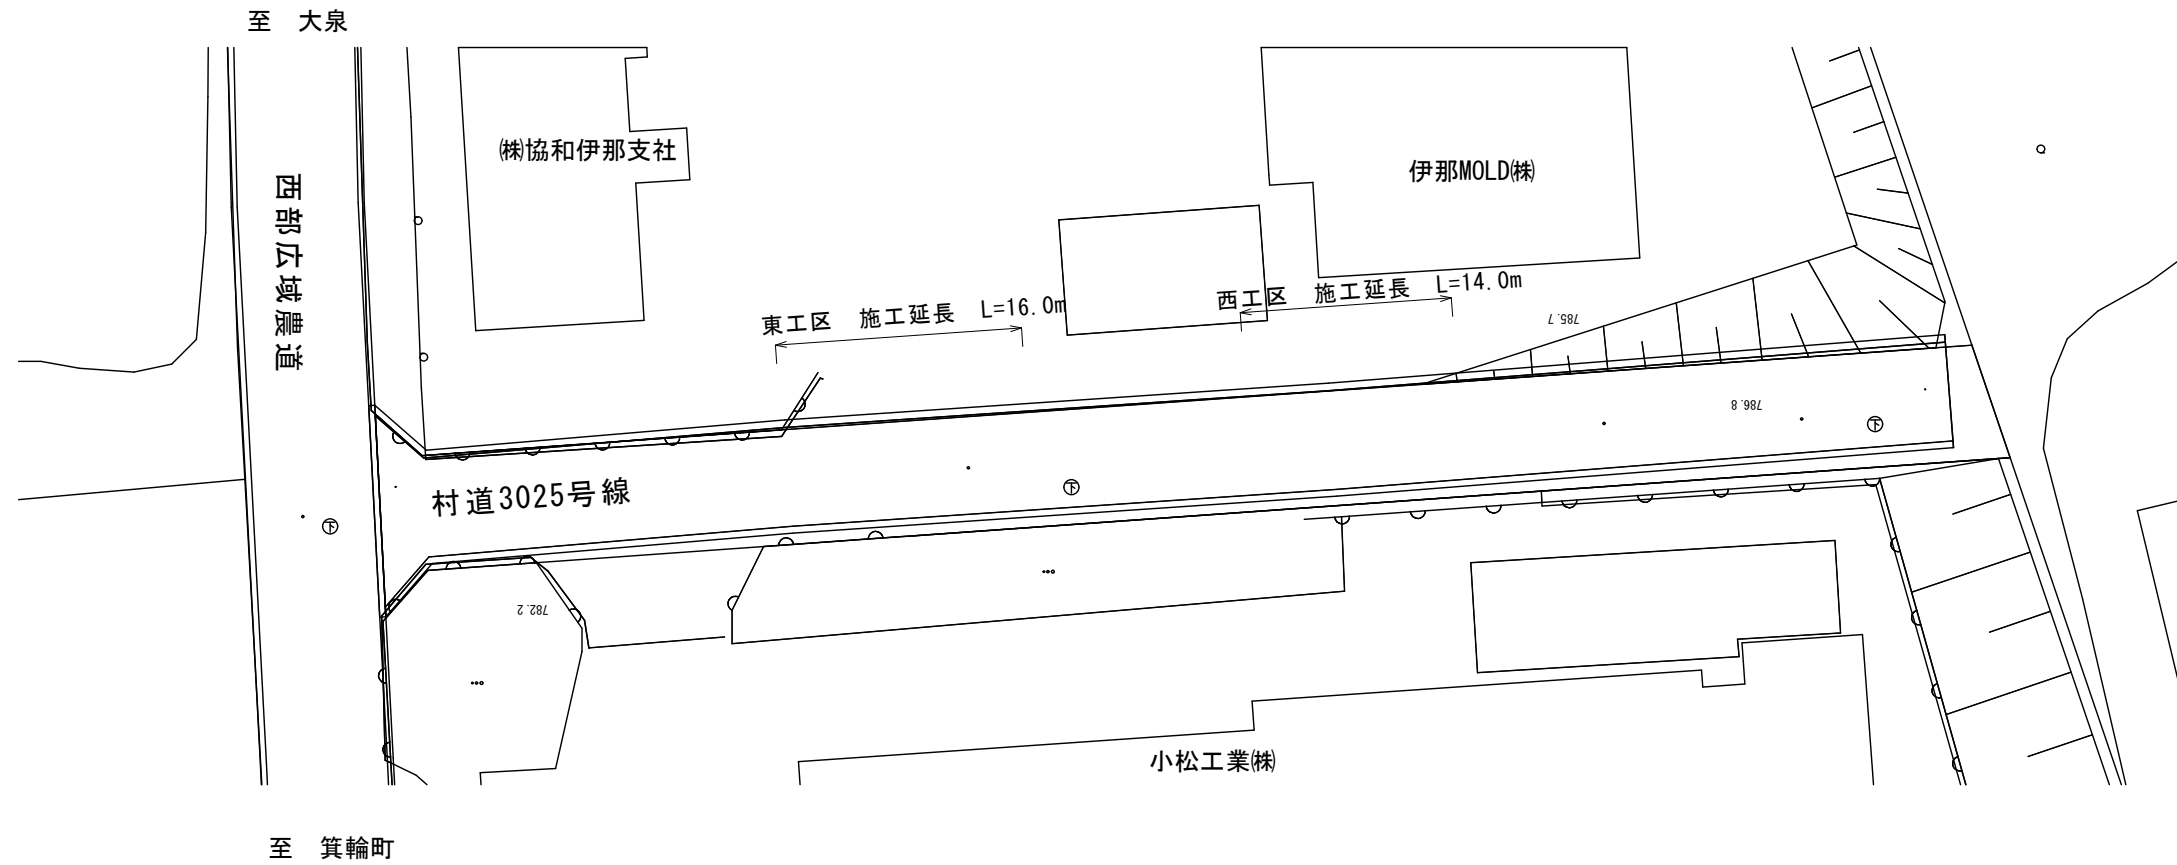 至　大泉
㈱協和伊那支社
伊那MOLD㈱
西部広域農道
東工区　施工延長　L=16.0m
西工区　施工延長　L=14.0m
785.7
786.8
下
下
下
村道3025号線
782.2
小松工業㈱
至　箕輪町